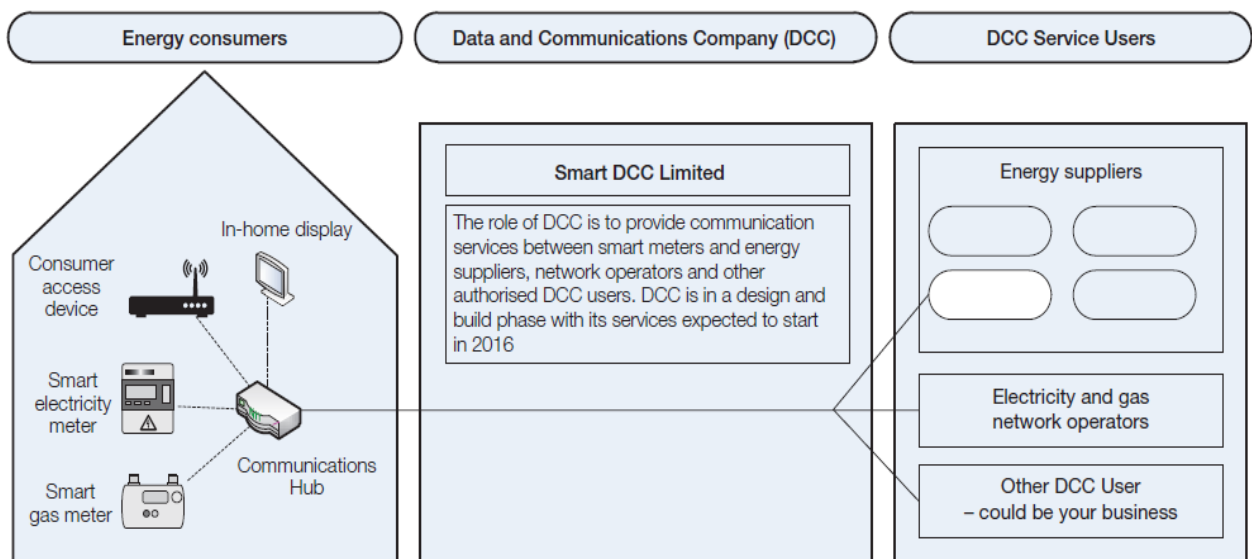 Energy consumers
Data and Communications Company (DCC)
DCC Service Users
In-home display
Consumer
access
device
Smart
electricity
meter
Smart
gas meter
Communications
Hub
Smart DCC Limited
The role of DCC is to provide communication
services between smart meters and energy
suppliers, network operators and other
authorised DCC users. DCC is in a design and
build phase with its services expected to start
in 2016
Energy suppliers
Electricity and gas
network operators
Other DCC User
– could be your business